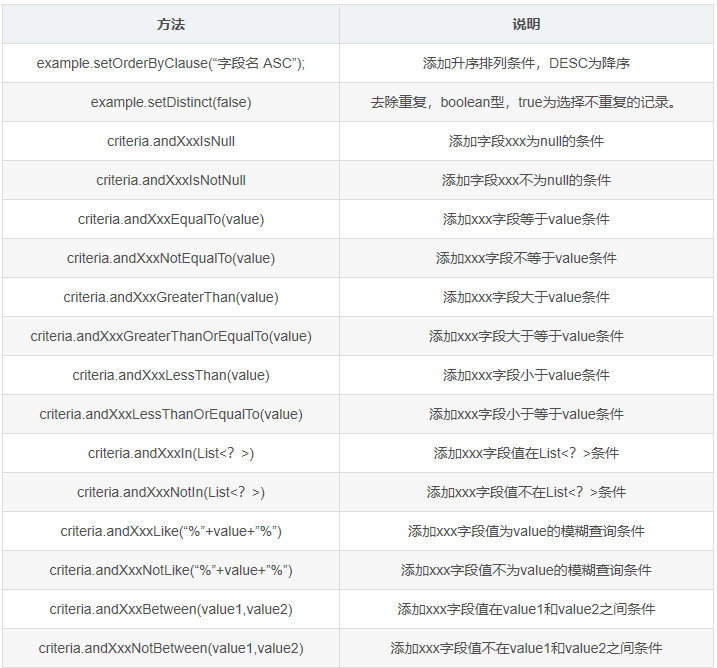 方法 说明
example.setOrderByClause(“字段名 ASC”); 添加升序排列条件，DESC为降序
example.setDistinct(false) 去除重复，boolean型，true为选择不重复的记录。
criteria.andXxxIsNull 添加字段xxx为null的条件
criteria.andXxxIsNotNull 添加字段xxx不为null的条件
criteria.andXxxEqualTo(value) 添加xxx字段等于value条件
criteria.andXxxNotEqualTo(value) 添加xxx字段不等于value条件
criteria.andXxxGreaterThan(value) 添加xxx字段大于value条件
criteria.andXxxGreaterThanOrEqualTo(value) 添加xxx字段大于等于value条件
criteria.andXxxLessThan(value) 添加xxx字段小于value条件
criteria.andXxxLessThanOrEqualTo(value) 添加xxx字段小于等于value条件
criteria.andXxxIn(List<？>) 添加xxx字段值在List<？>条件
criteria.andXxxNotIn(List<？>) 添加xxx字段值不在List<？>条件
criteria.andXxxLike(“%”+value+”%”) 添加xxx字段值为value的模糊查询条件
criteria.andXxxNotLike(“%”+value+”%”) 添加xxx字段值不为value的模糊查询条件
criteria.andXxxBetween(value1,value2) 添加xxx字段值在value1和value2之间条件
criteria.andXxxNotBetween(value1,value2) 添加xxx字段值不在value1和value2之间条件